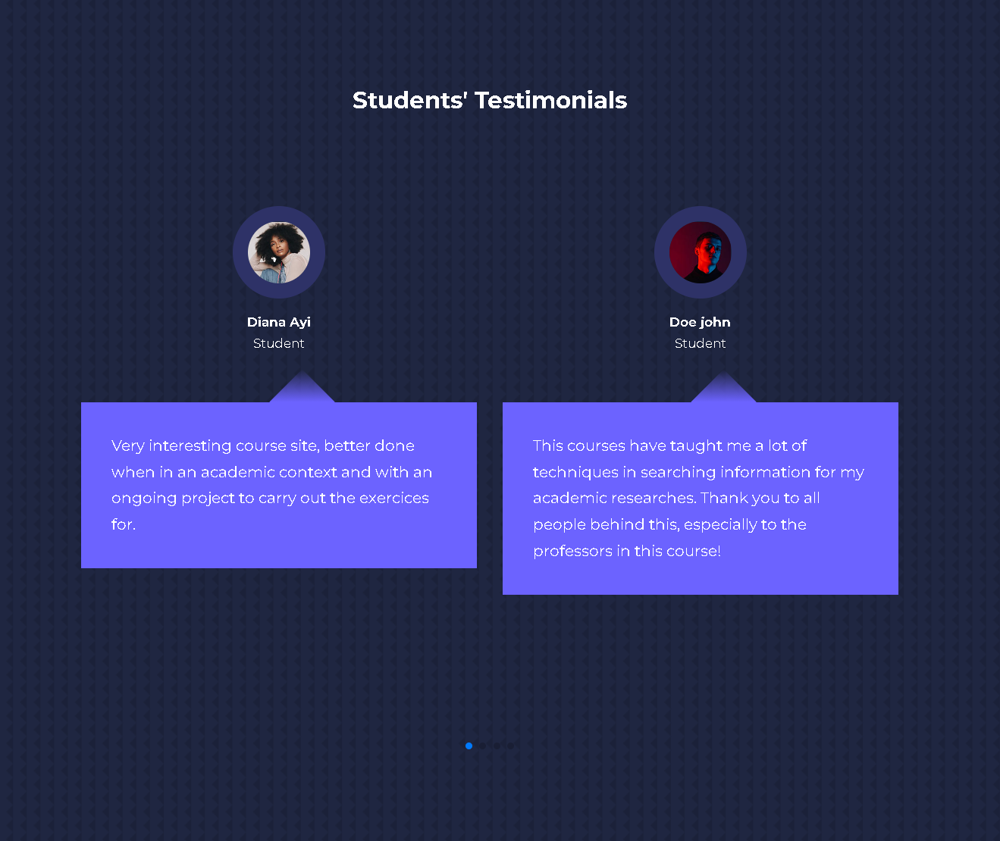 Students' Testimonials
Diana Ayi
Student
Very interesting course site, better done
when in an academic context and with an
ongoing project to carry out the exercices
for.
Doe john
Student
This courses have taught me a lot of
techniques in searching information for my
academic researches. Thank you to all
people behind this, especially to the
professors in this course!